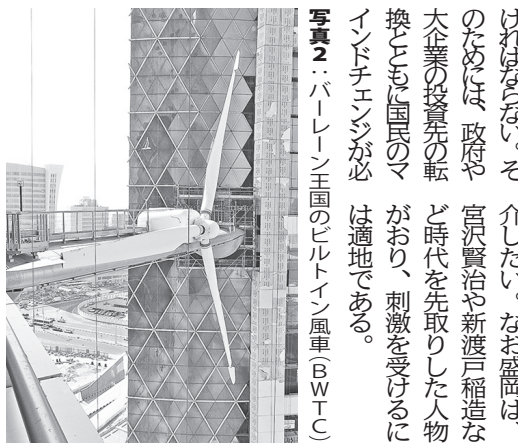 ければならない。そ
のためには、政府や
大企業の投資先の転
換とともに国民のマ
インドチェンジが必
介したい。なお盛岡は、
宮沢賢治や新渡戸稲造な
ど時代を先取りした人物
がおり、刺激を受けるに
は適地である。
写真2：バーレーン王国のビルトイン風車(BWTC)